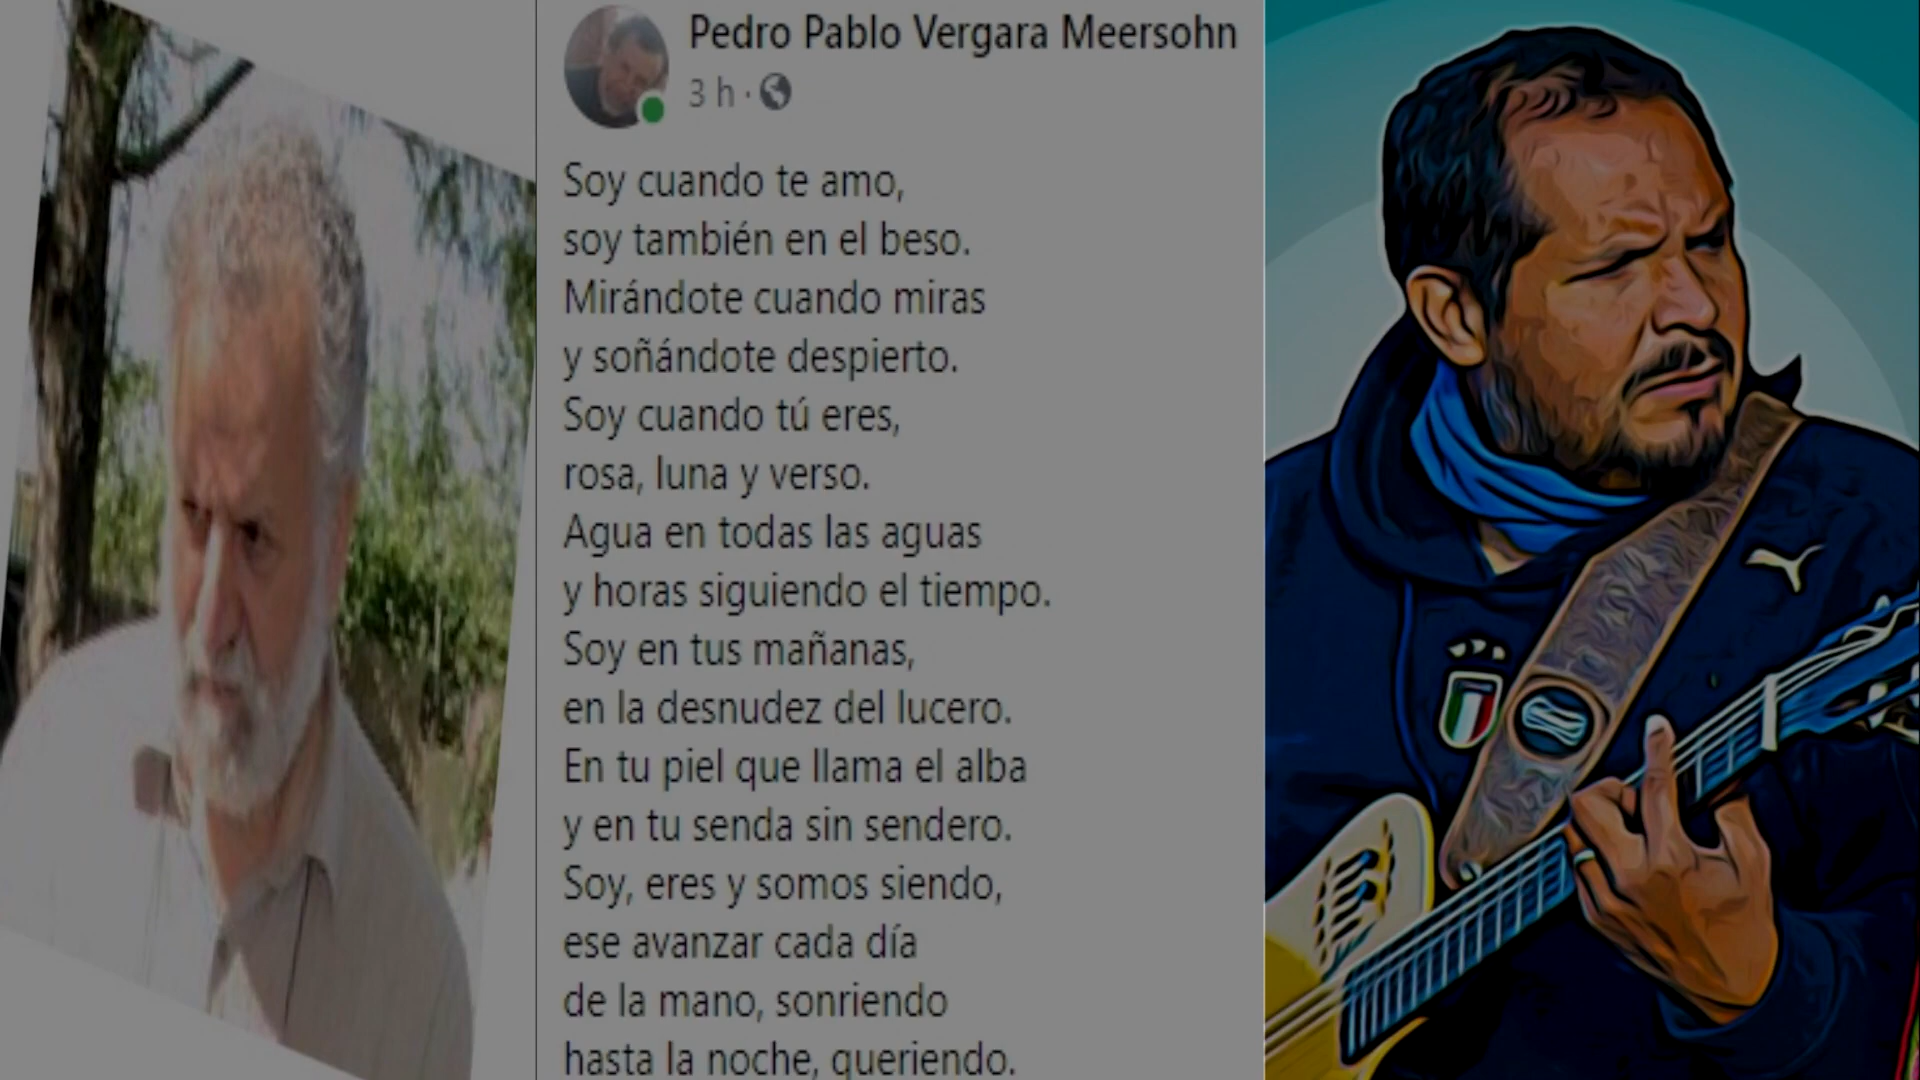 Pedro Pablo Vergara Meersohn
3 h ·
Soy cuando te amo,
soy también en el beso.
Mirándote cuando miras
y soñándote despierto.
Soy cuando tú eres,
rosa, luna y verso.
Agua en todas las aguas
y horas siguiendo el tiempo.
Soy en tus mañanas,
en la desnudez del lucero.
En tu piel que llama el alba
y en tu senda sin sendero.
Soy, eres y somos siendo,
ese avanzar cada día
de la mano, sonriendo
hasta la noche, queriendo.